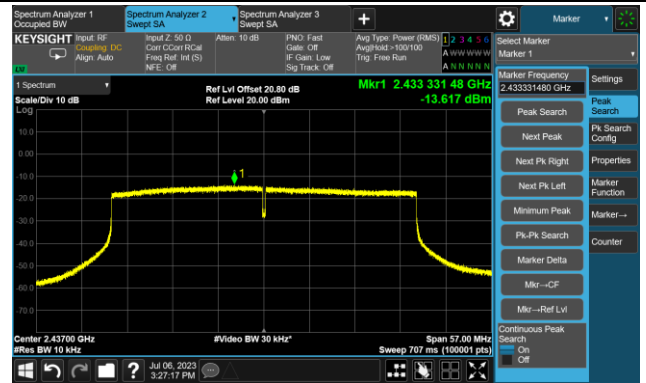 Spectrum Analyzer 1
Occupied BW
Spectrum Analyzer 2
Swept SA
Spectrum Analyzer 3
Swept SA
+
Marker
KEYSIGHT
Input: RF
Coupling: DC
Align: Auto
Input Z: 50 Ω
Corr CCorr RCal
Freq Ref: Int (S)
NFE: Off
Atten: 10 dB
PNO: Fast
Gate: Off
IF Gain: Low
Sig Track: Off
Avg Type: Power (RMS)
Avg|Hold:>100/100
Trig: Free Run
1 2 3 4 5 6
A W W W W W
A N N N N N
Select Marker
Marker 1
1 Spectrum
Scale/Div 10 dB
Log
Ref Lvl Offset 20.80 dB
Ref Level 20.00 dBm
Mkr1 2.433 331 48 GHz
-13.617 dBm
10.0
0.00
-10.0
-20.0
-30.0
-40.0
-50.0
-60.0
-70.0
1
Center 2.43700 GHz
#Res BW 10 kHz
#Video BW 30 kHz*
Span 57.00 MHz
Sweep 707 ms (100001 pts)
Marker Frequency
2.433331480 GHz
Peak Search
Next Peak
Next Pk Right
Next Pk Left
Minimum Peak
Pk-Pk Search
Marker Delta
Mkr→CF
Mkr→Ref Lvl
Continuous Peak
Search
On
Off
Settings
Peak
Search
Pk Search
Config
Properties
Marker
Function
Marker→
Counter
?
Jul 06, 2023
3:27:17 PM